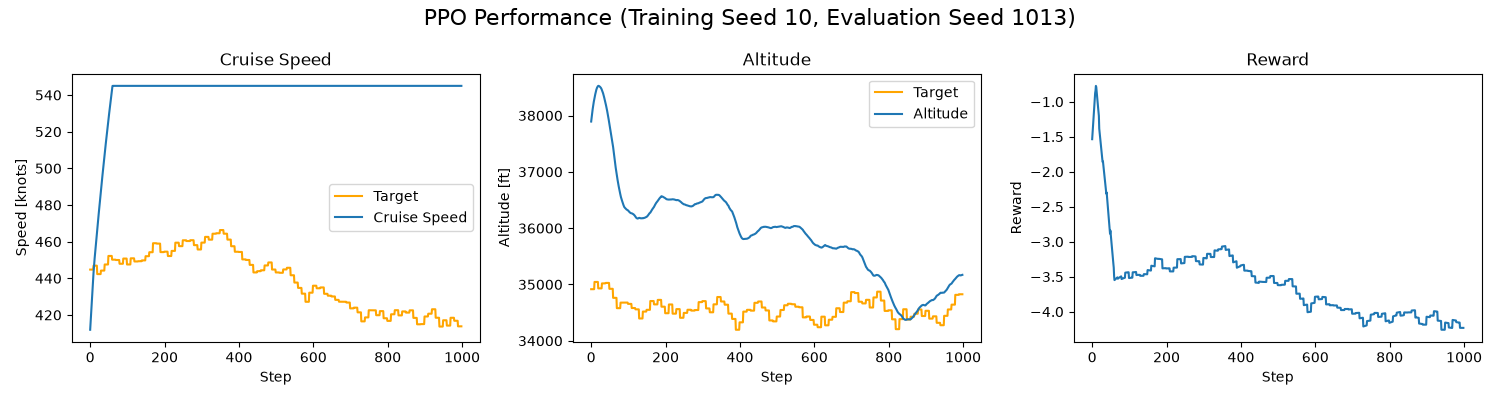 PPO Performance (Training Seed 10, Evaluation Seed 1013)
Cruise Speed
Speed [knots]
540
520
500
480
460
440
420
0 200 400 600 800 1000
Step
Target
Cruise Speed
Altitude
Altitude [ft]
38000
37000
36000
35000
34000
0 200 400 600 800 1000
Step
Target
Altitude
Reward
Reward
−1.0
−1.5
−2.0
−2.5
−3.0
−3.5
−4.0
0 200 400 600 800 1000
Step